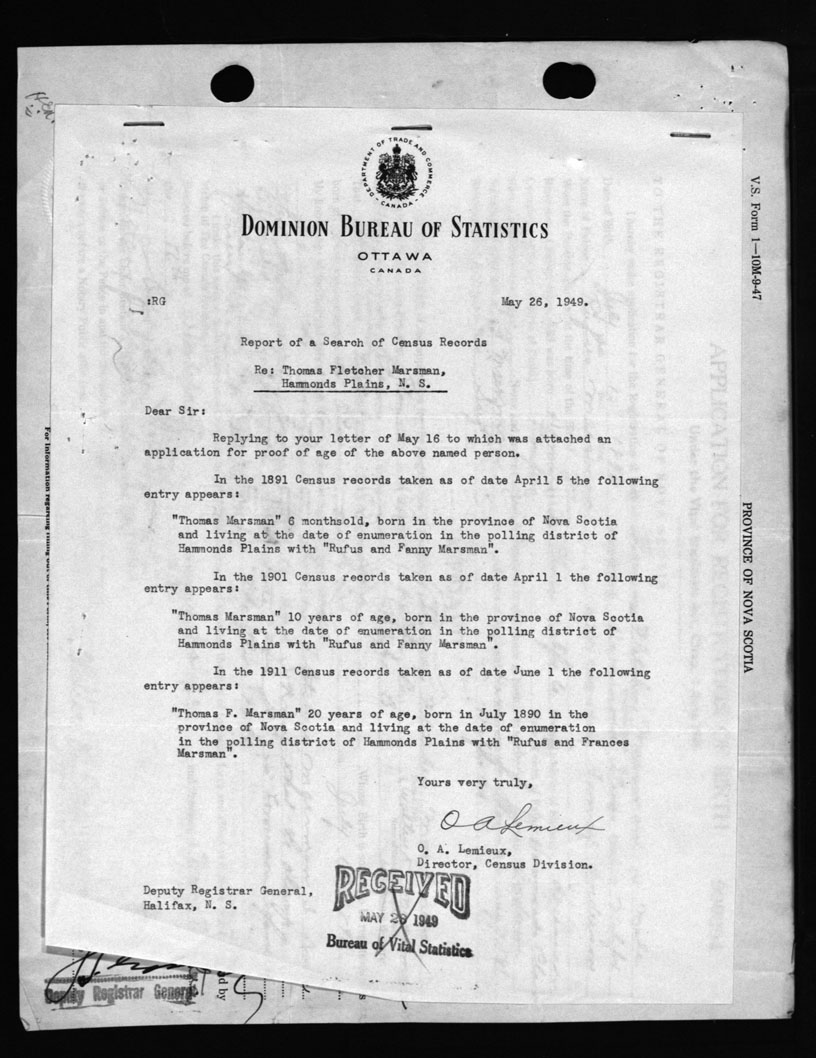 DEPARTMENT OF TRADE AND COMMERCE
CANADA
DOMINION BUREAU OF STATISTICS
OTTAWA
CANADA
:RG
May 26, 1949.
Report of a Search of Census Records
Re: Thomas Fletcher Marsman,
Hammonds Plains, N. S.
Dear Sir:
Replying to your letter of May 16 to which was attached an
application for proof of age of the above named person.
In the 1891 Census records taken as of date April 5 the following
entry appears:
"Thomas Marsman" 6 monthsold, born in the province of Nova Scotia
and living at the date of enumeration in the polling district of
Hammonds Plains with "Rufus and Fanny Marsman".
In the 1901 Census records taken as of date April 1 the following
entry appears:
"Thomas Marsman" 10 years of age, born in the province of Nova Scotia
and living at the date of enumeration in the polling district of
Hammonds Plains with "Rufus and Fanny Marsman".
In the 1911 Census records taken as of date June 1 the following
entry appears:
"Thomas F. Marsman" 20 years of age, born in July 1890 in the
province of Nova Scotia and living at the date of enumeration
in the polling district of Hammonds Plains with "Rufus and Frances
Marsman".
Yours very truly,
O A Lemieux
O. A. Lemieux,
Director, Census Division.
Deputy Registrar General,
Halifax, N. S.
RECEIVED
MAY 1949
Bureau of Vital Statistics
Deputy Registrar General
V.S. Form 1—10M-9-47
PROVINCE OF NOVA SCOTIA
For information regarding filling out